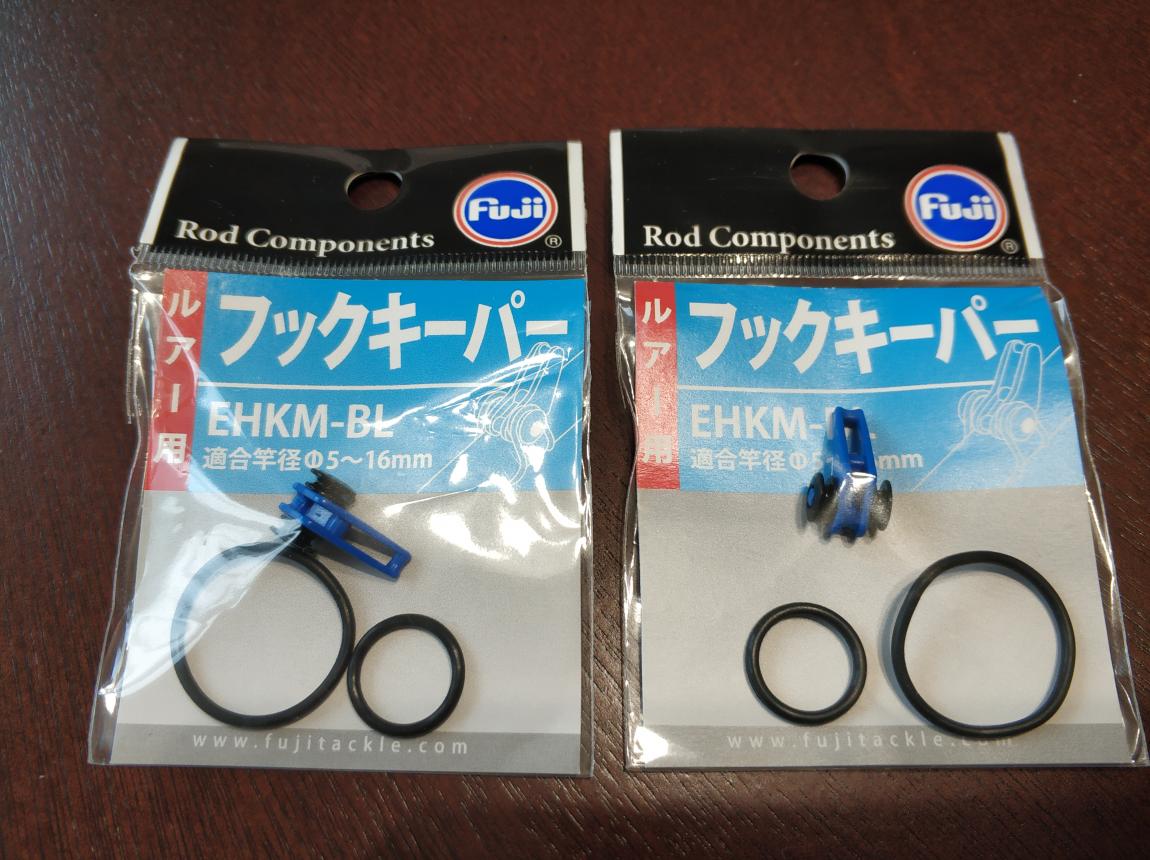 Rod Components
Fuji
®
ルアー用
フックキーパー
EHKM-BL
適合竿径Φ5～16mm
www.fujitackle.com
Rod Components
Fuji
®
ルアー用
フックキーパー
EHKM-
適合竿径Φ5 mm
www.fujitackle.com